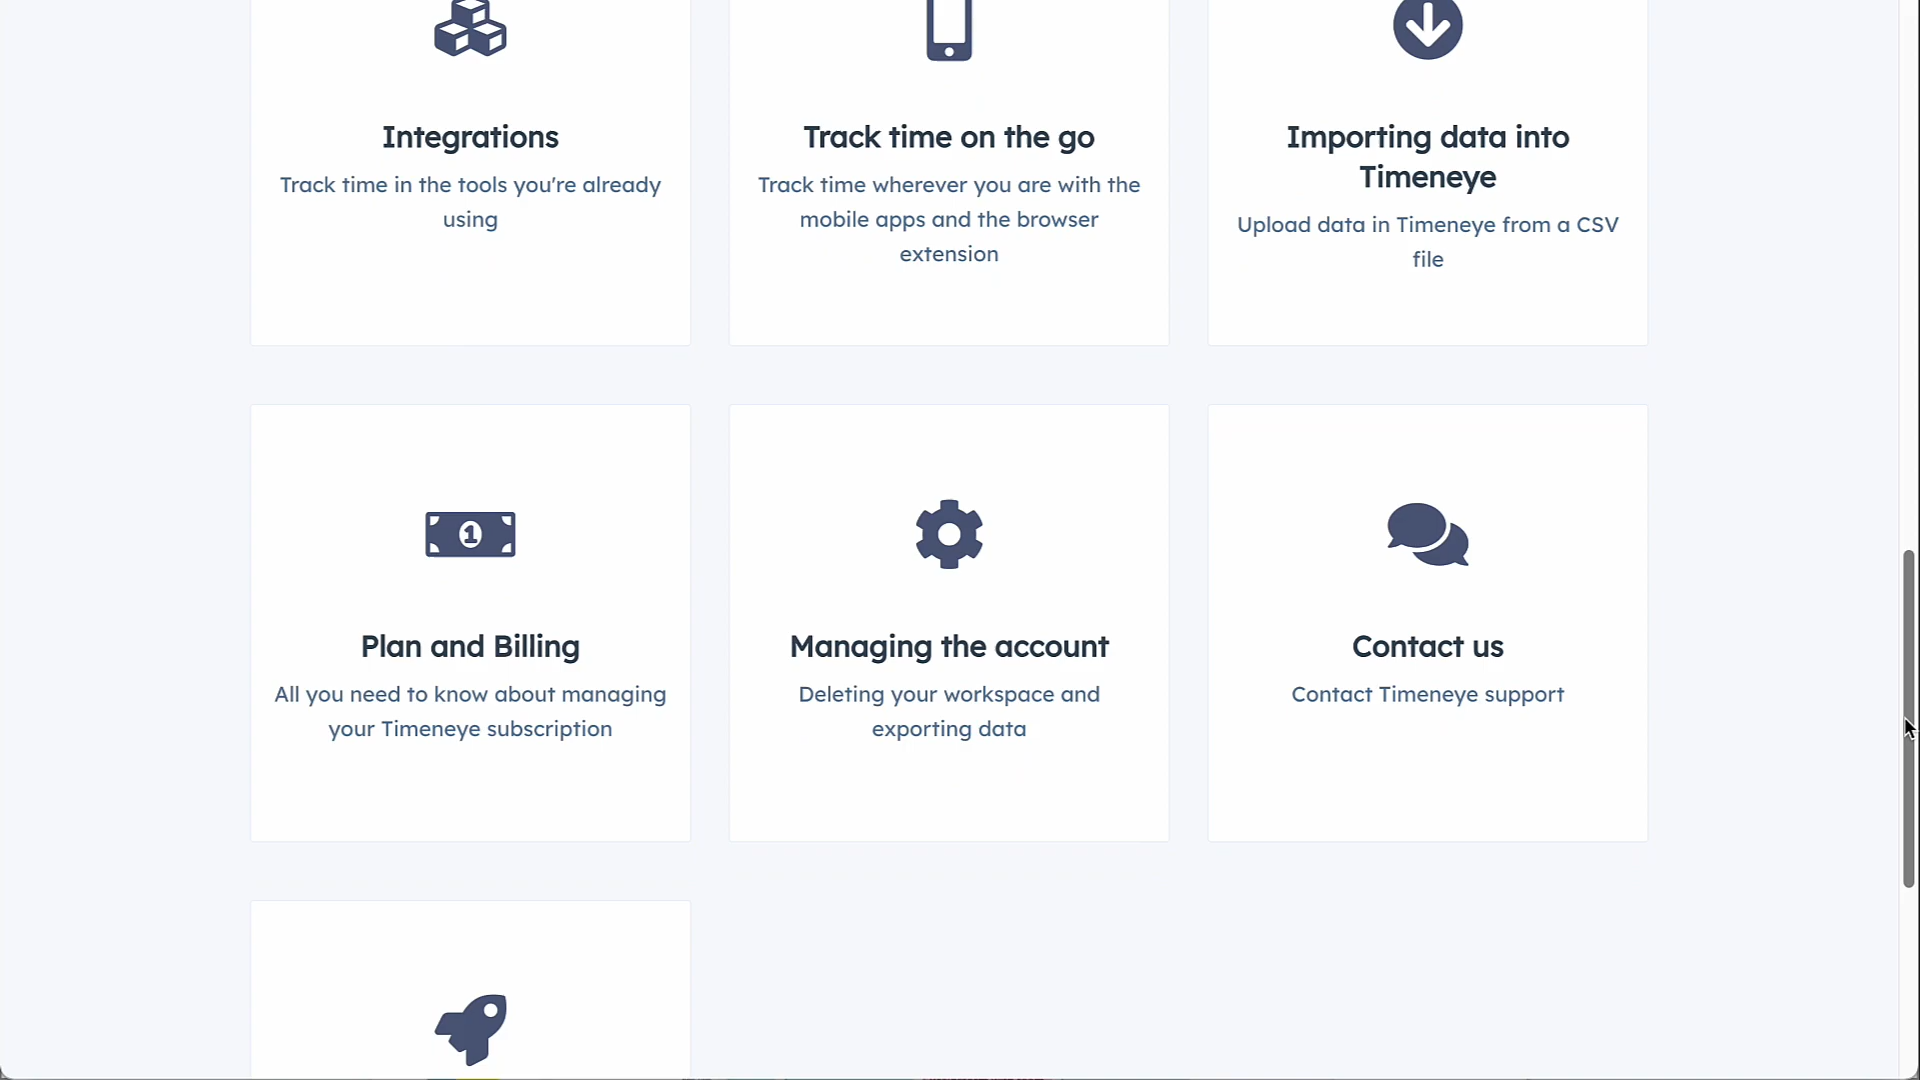 Integrations
Track time in the tools you're already
using
Track time on the go
Track time wherever you are with the
mobile apps and the browser
extension
Importing data into
Timeneye
Upload data in Timeneye from a CSV
file
1
Plan and Billing
All you need to know about managing
your Timeneye subscription
Managing the account
Deleting your workspace and
exporting data
Contact us
Contact Timeneye support